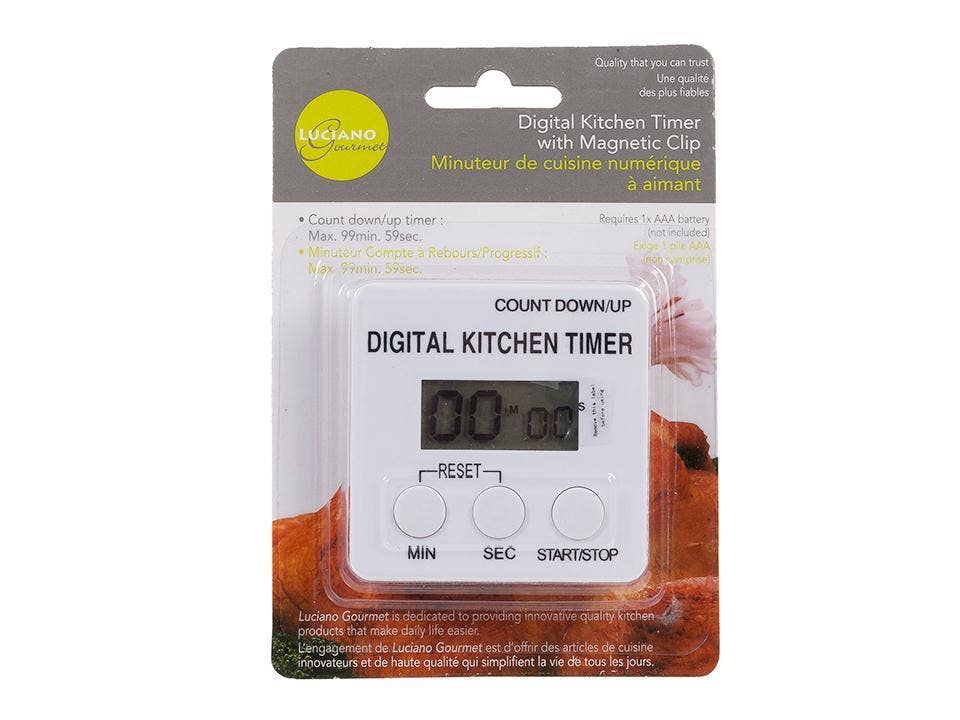 Quality that you can trust
Une qualité
des plus fiables
LUCIANO
Gourmet
Digital Kitchen Timer
with Magnetic Clip
Minuteur de cuisine numérique
à aimant
• Count down/up timer :
Max. 99min. 59sec.
• Minuteur Compte à Rebours/Progressif :
Max. 99min. 59sec.
Requires 1x AAA battery
(not included)
Exige 1 pile AAA
(non comprise)
COUNT DOWN/UP
DIGITAL KITCHEN TIMER
00 M 00 S
Remove this label
before using
RESET
MIN SEC START/STOP
Luciano Gourmet is dedicated to providing innovative quality kitchen
products that make daily life easier.
L'engagement de Luciano Gourmet est d'offrir des articles de cuisine
innovateurs et de haute qualité qui simplifient la vie de tous les jours.